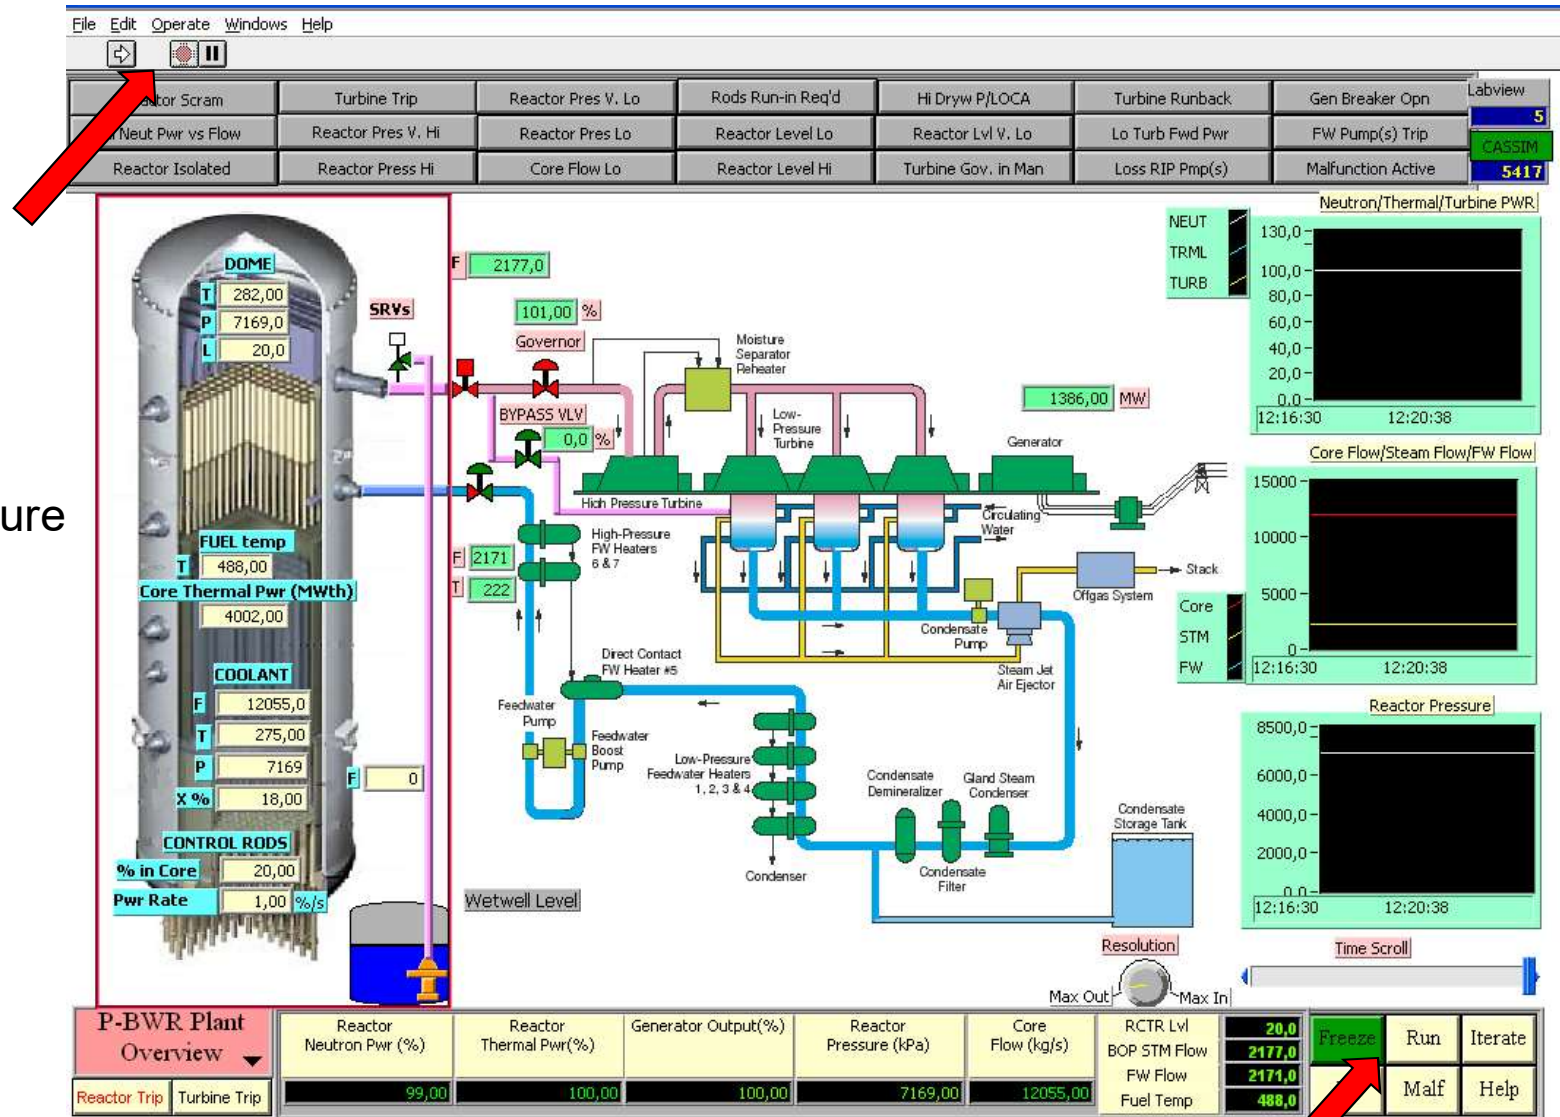 File Edit Operate Windows Help
Scram
Turbine Trip
Reactor Pres V. Lo
Rods Run-in Req'd
Hi Dryw P/LOCA
Turbine Runback
Gen Breaker Opn
Labview
5
Neut Pwr vs Flow
Reactor Pres V. Hi
Reactor Pres Lo
Reactor Level Lo
Reactor Lvl V. Lo
Lo Turb Fwd Pwr
FW Pump(s) Trip
CASSIM
Reactor Isolated
Reactor Press Hi
Core Flow Lo
Reactor Level Hi
Turbine Gov. in Man
Loss RIP Pmp(s)
Malfunction Active
5417
ure
DOME
T 282,00
P 7169,0
L 20,0
SRVs
FUEL temp
T 488,00
Core Thermal Pwr (MWth)
4002,00
COOLANT
F 12055,0
T 275,00
P 7169
X % 18,00
F 0
CONTROL RODS
% in Core 20,00
Pwr Rate 1,00 %/s
Wetwell Level
F 2177,0
101,00 %
Governor
BYPASS VLV
0,0 %
Moisture
Separator
Reheater
Low-
Pressure
Turbine
1386,00 MW
Generator
High Pressure Turbine
Circulating
Water
High-Pressure
FW Heaters
6 & 7
F 2171
T 222
Stack
Offgas System
Condensate
Pump
Steam Jet
Air Ejector
Direct Contact
FW Heater #5
Feedwater
Pump
Feedwater
Boost
Pump
Low-Pressure
Feedwater Heaters
1, 2, 3 & 4
Condenser
Condensate
Demineralizer
Gland Steam
Condenser
Condensate
Filter
Condensate
Storage Tank
Neutron/Thermal/Turbine PWR
NEUT
TRML
TURB
130,0
100,0
80,0
60,0
40,0
20,0
0,0
12:16:30 12:20:38
Core Flow/Steam Flow/FW Flow
15000
10000
5000
0
Core
STM
FW
12:16:30 12:20:38
Reactor Pressure
8500,0
6000,0
4000,0
2000,0
0,0
12:16:30 12:20:38
Resolution
Max Out
Max In
Time Scroll
P-BWR Plant
Overview
Reactor Trip
Turbine Trip
Reactor
Neutron Pwr (%)
99,00
Reactor
Thermal Pwr(%)
100,00
Generator Output(%)
100,00
Reactor
Pressure (kPa)
7169,00
Core
Flow (kg/s)
12055,00
RCTR Lvl 20,0
BOP STM Flow 2177,0
FW Flow 2171,0
Fuel Temp 488,0
Freeze
Run
Iterate
Malf
Help